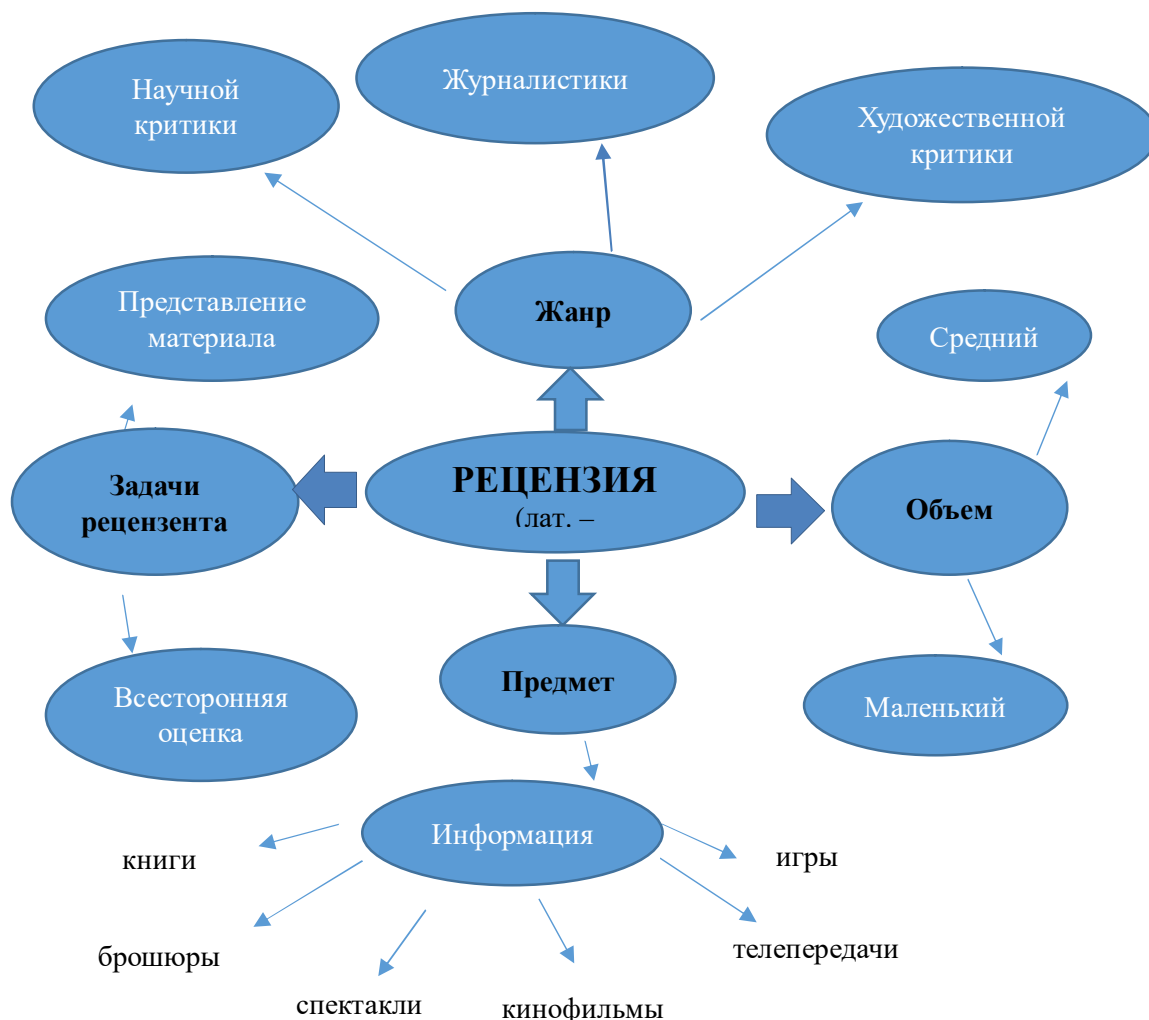 Журналистики
Научной
критики
Художественной
критики
Представление
материала
Жанр
Средний
РЕЦЕНЗИЯ
(лат. –
Задачи
рецензента
Объем
Предмет
Всесторонняя
оценка
Маленький
Информация
книги
игры
брошюры
телепередачи
спектакли
кинофильмы